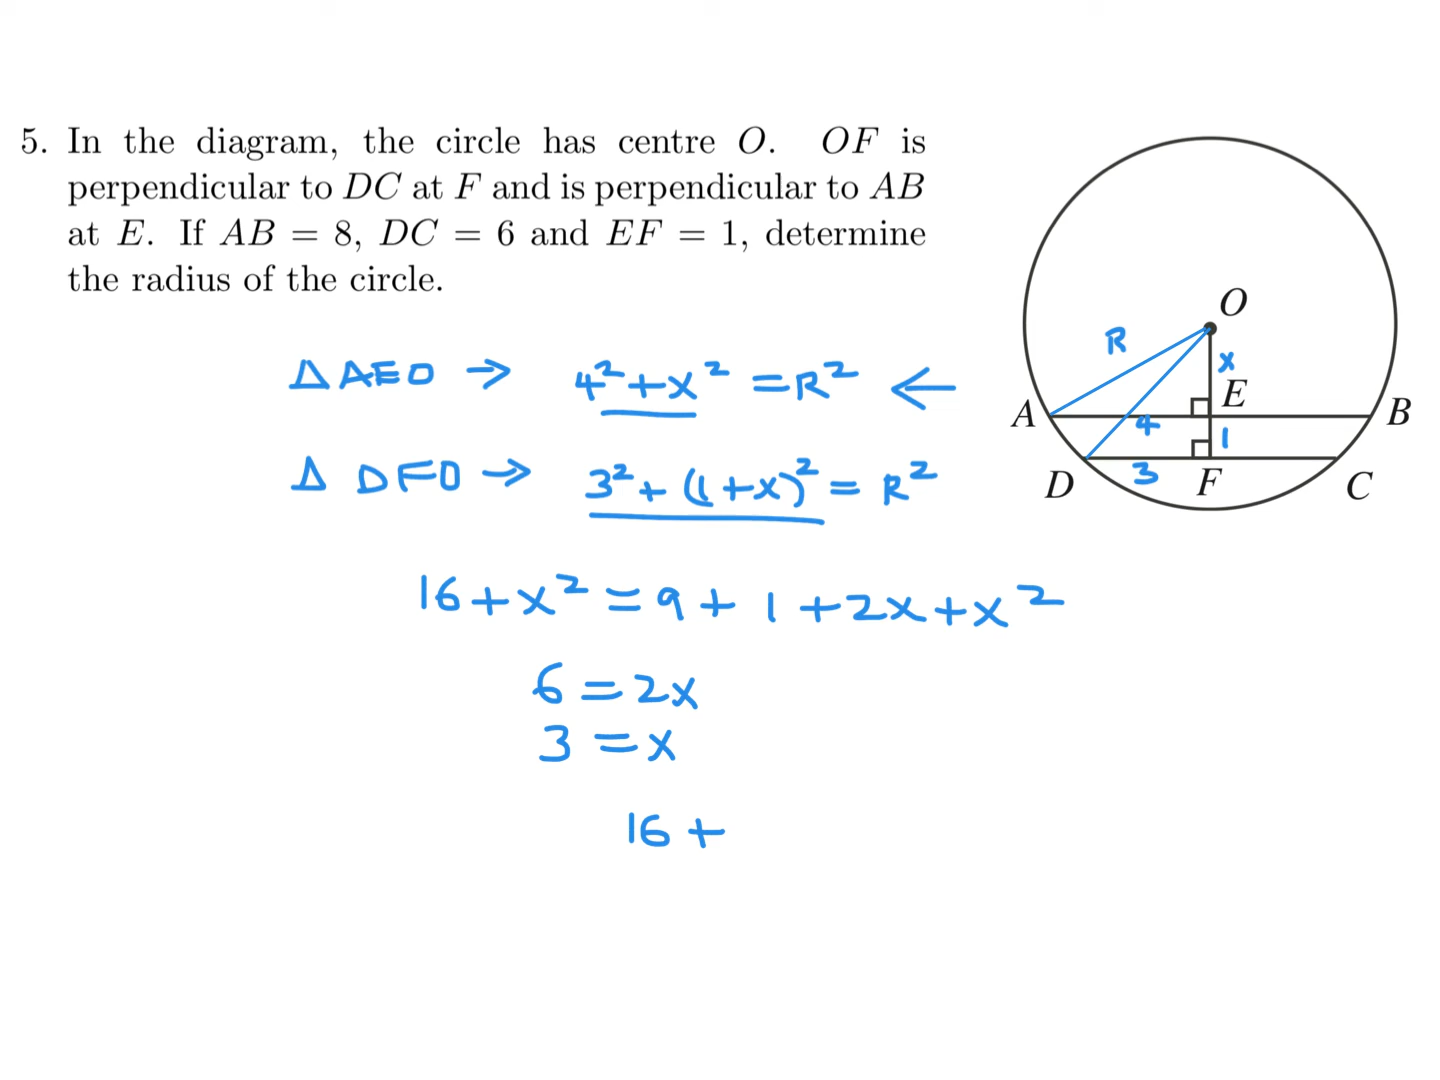 5. In the diagram, the circle has centre O. OF is
perpendicular to DC at F and is perpendicular to AB
at E. If AB = 8, DC = 6 and EF = 1, determine
the radius of the circle.
O
R
x
E
A
B
4
1
D
3
F
C
△ AEO → 4² + x² = R² ←
△ DFO → 3² + (1 + x)² = R²
16 + x² = 9 + 1 + 2x + x²
6 = 2x
3 = x
16 +